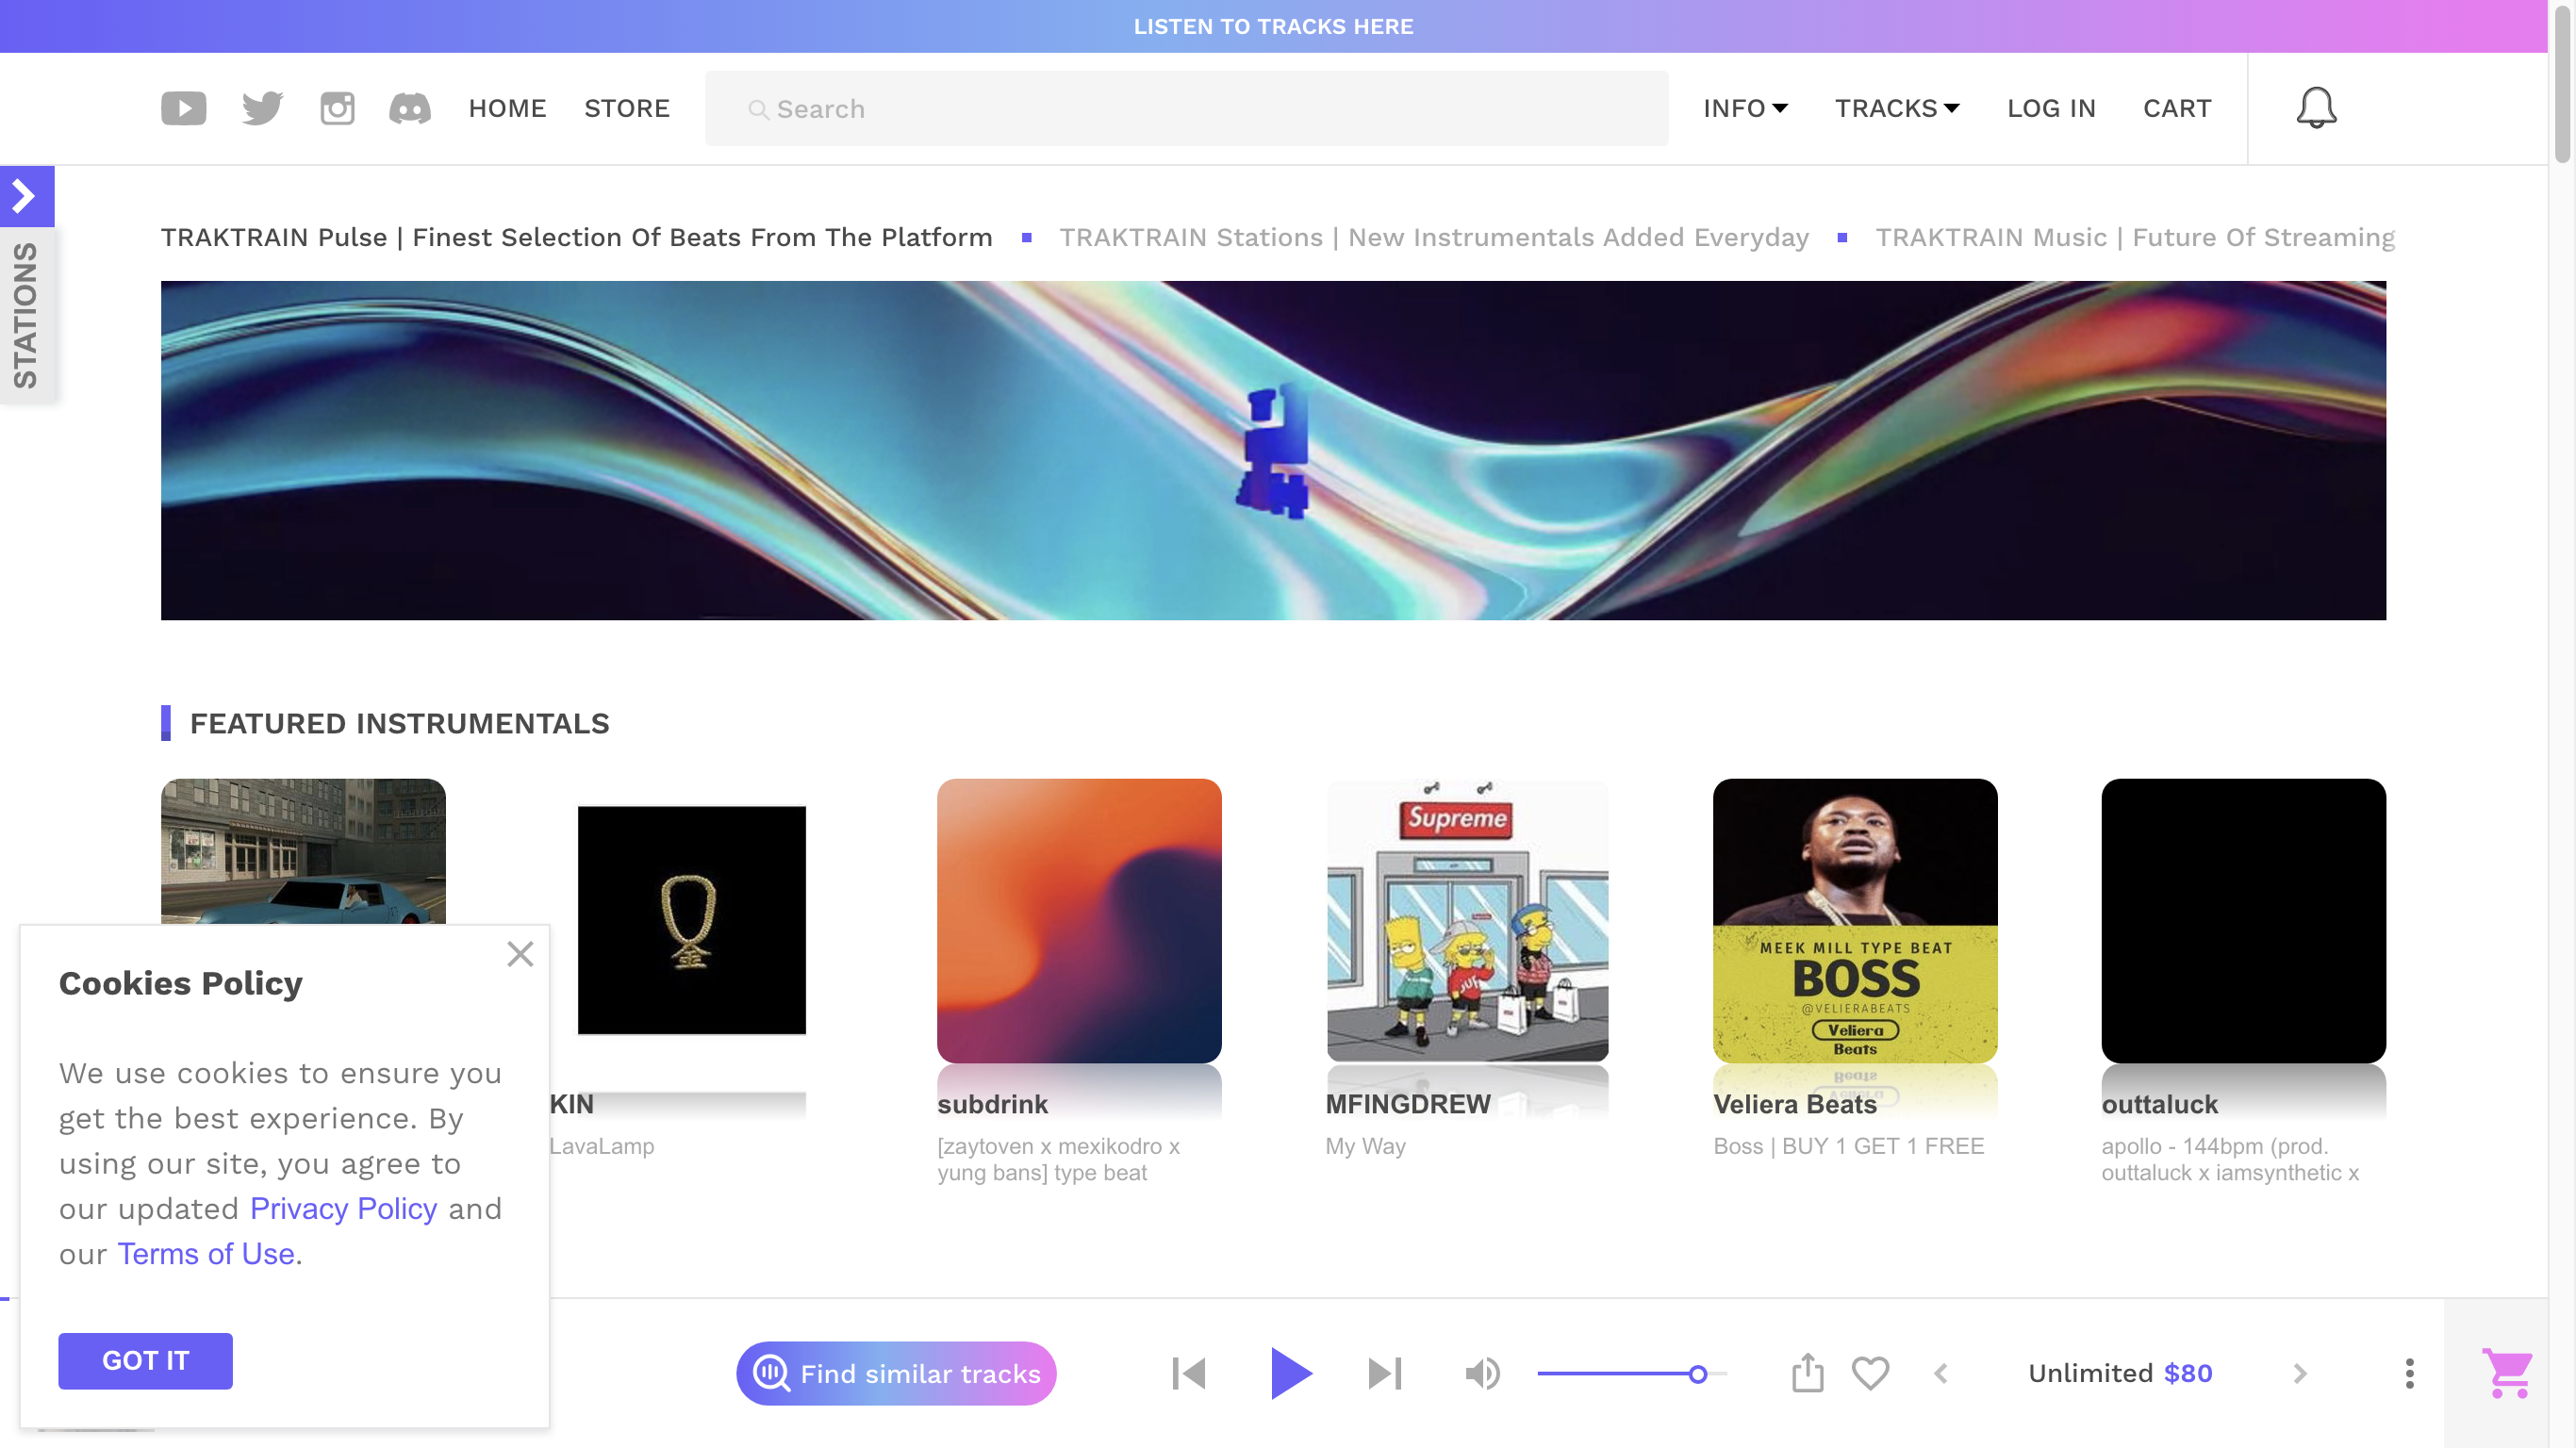 LISTEN TO TRACKS HERE
HOME STORE Search INFO TRACKS LOG IN CART
STATIONS
TRAKTRAIN Pulse | Finest Selection Of Beats From The Platform TRAKTRAIN Stations | New Instrumentals Added Everyday TRAKTRAIN Music | Future Of Streaming
FEATURED INSTRUMENTALS
Supreme
MEEK MILL TYPE BEAT
BOSS
@VELIERABEATS
Veliera
Beats
KIN
LavaLamp
subdrink
[zaytoven x mexikodro x
yung bans] type beat
MFINGDREW
My Way
Veliera Beats
Boss | BUY 1 GET 1 FREE
outtaluck
apollo - 144bpm (prod.
outtaluck x iamsynthetic x
Cookies Policy
We use cookies to ensure you
get the best experience. By
using our site, you agree to
our updated Privacy Policy and
our Terms of Use.
GOT IT
Find similar tracks
Unlimited $80